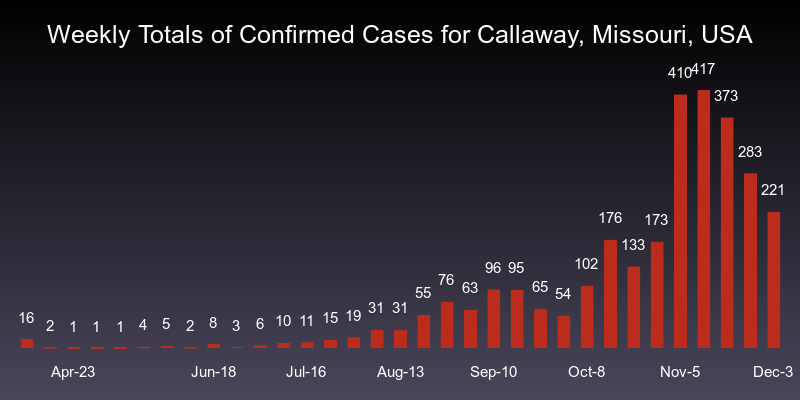 Weekly Totals of Confirmed Cases for Callaway, Missouri, USA
16 2 1 1 1 4 5 2 8 3 6 10 11 15 19 31 31 55 76 63 96 95 65 54 102 176 133 173 410 417 373 283 221
Apr-23 Jun-18 Jul-16 Aug-13 Sep-10 Oct-8 Nov-5 Dec-3